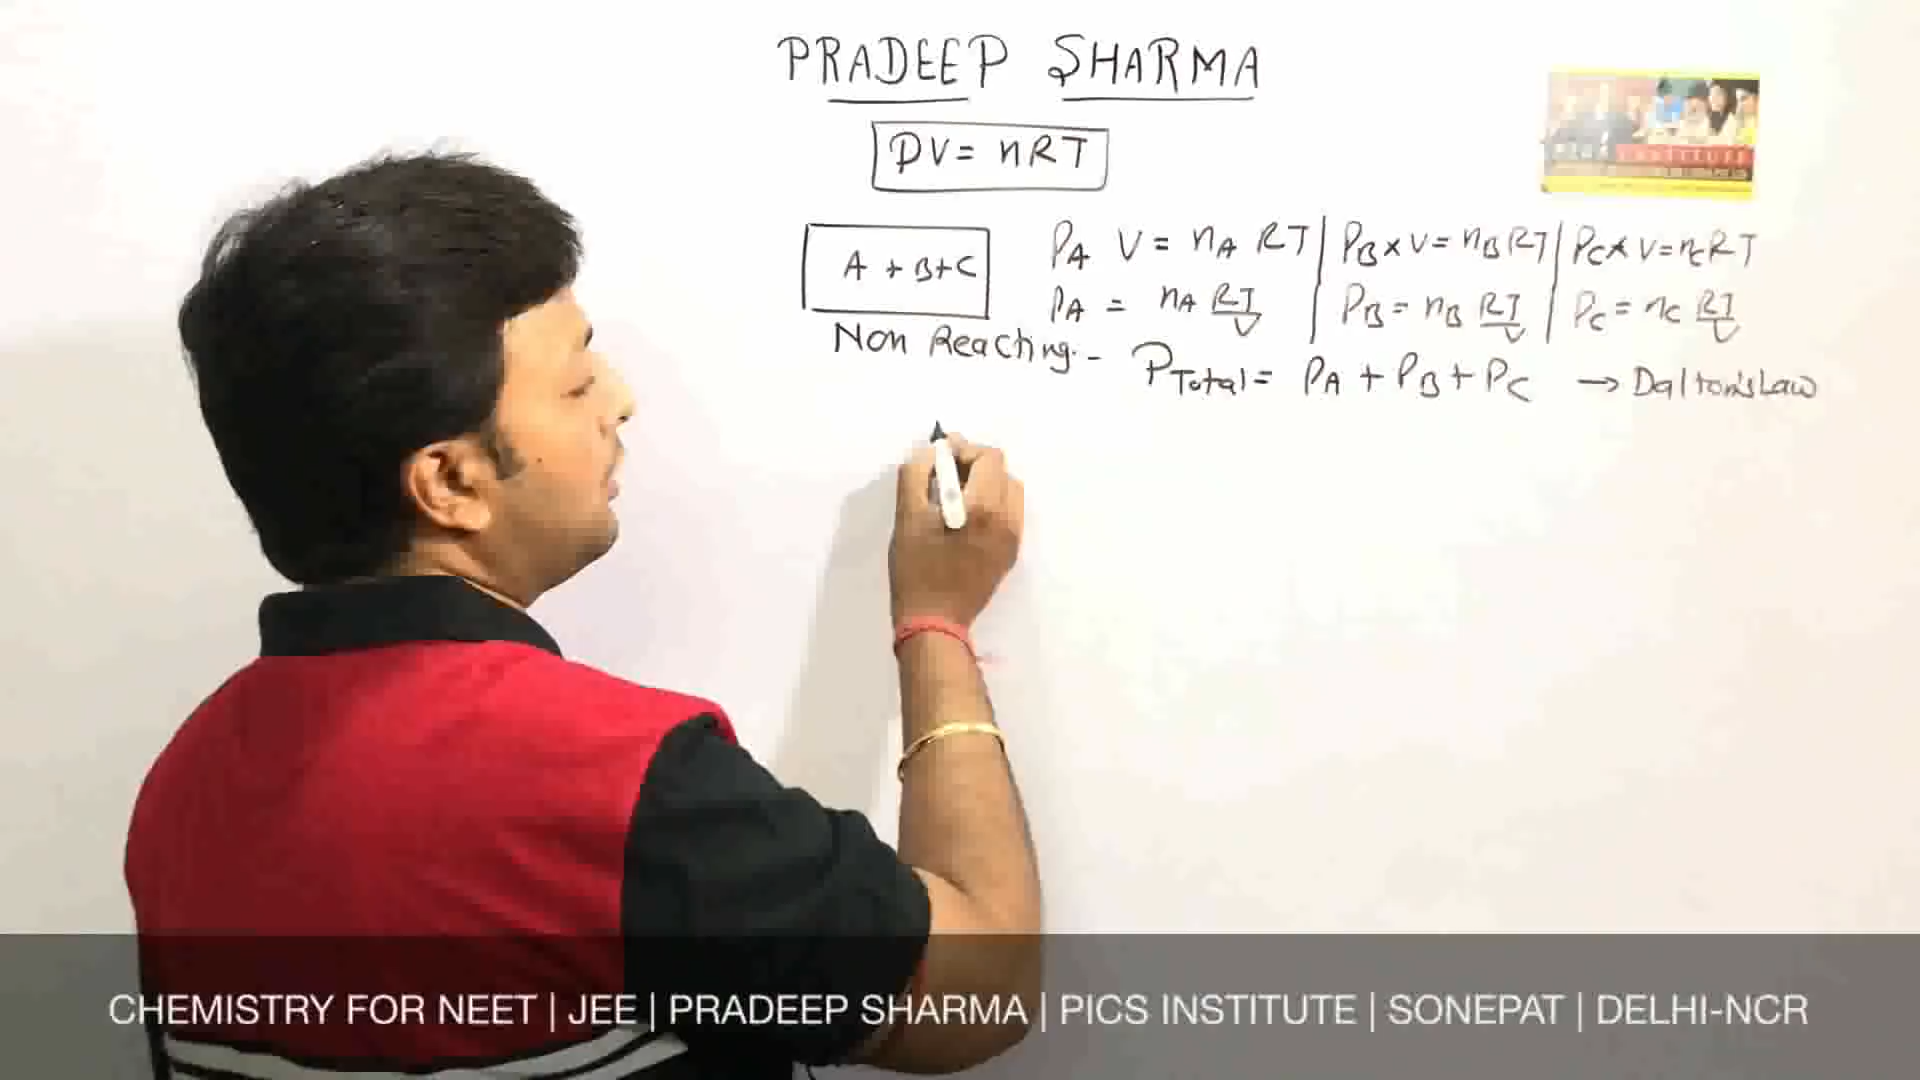 PRADEEP SHARMA
PV = nRT
A + B+C
PA V = nA RT | PB x V = nB RT | PC x V = nC RT
PA = nA RT/V | PB = nB RT/V | PC = nC RT/V
Non Reacting -
PTotal = PA + PB + PC → Dalton's Law
INSTITUTE
CHEMISTRY FOR NEET | JEE | PRADEEP SHARMA | PICS INSTITUTE | SONEPAT | DELHI-NCR